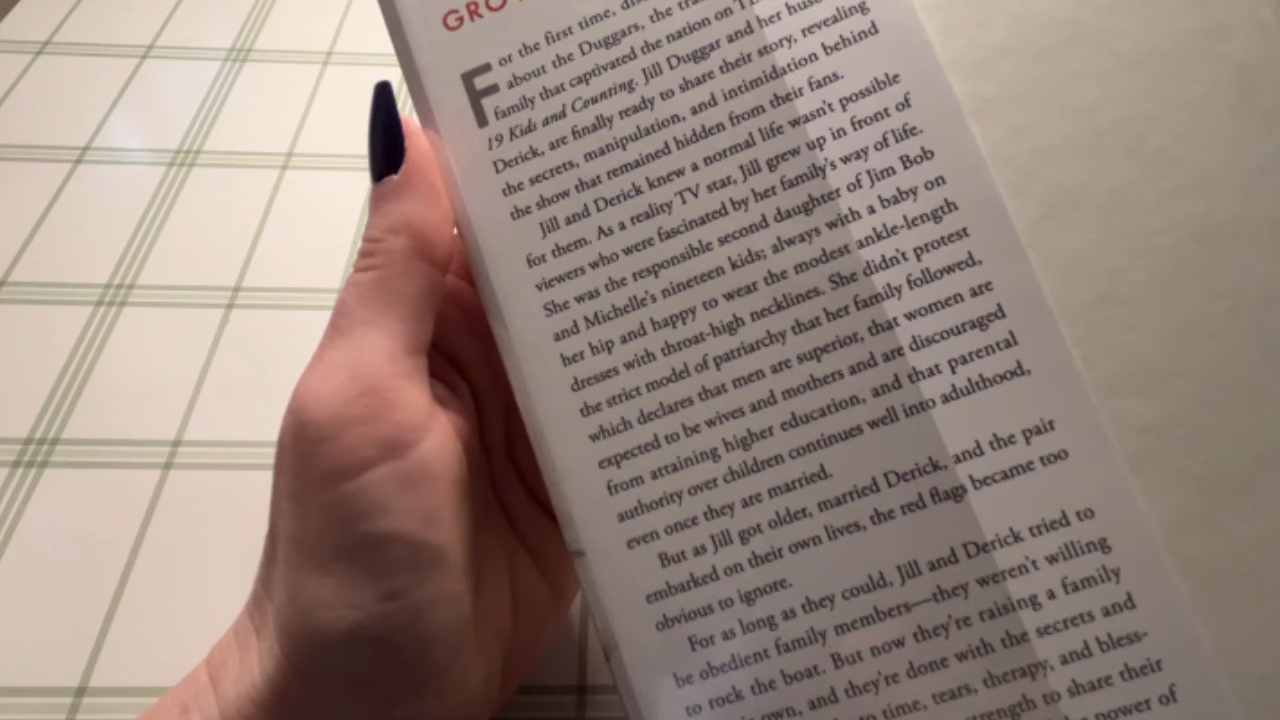 GRO
For the first time, dis
about the Duggars, the
family that captivated the nation on
19 Kids and Counting. Jill Duggar and her
Derick, are finally ready to share their story, revealing
the secrets, manipulation, and intimidation behind
the show that remained hidden from their fans.
Jill and Derick knew a normal life wasn't possible
for them. As a reality TV star, Jill grew up in front of
viewers who were fascinated by her family's way of life.
She was the responsible second daughter of Jim Bob
and Michelle's nineteen kids; always with a baby on
her hip and happy to wear the modest ankle-length
dresses with throat-high necklines. She didn't protest
the strict model of patriarchy that her family followed,
which declares that men are superior, that women are
expected to be wives and mothers and are discouraged
from attaining higher education, and that parental
authority over children continues well into adulthood,
even once they are married.
But as Jill got older, married Derick, and the pair
embarked on their own lives, the red flags became too
obvious to ignore.
For as long as they could, Jill and Derick tried to
be obedient family members—they weren't willing
to rock the boat. But now they're raising a family
own, and they're done with the secrets and
to time, tears, therapy, and bless-
strength to share their
power of